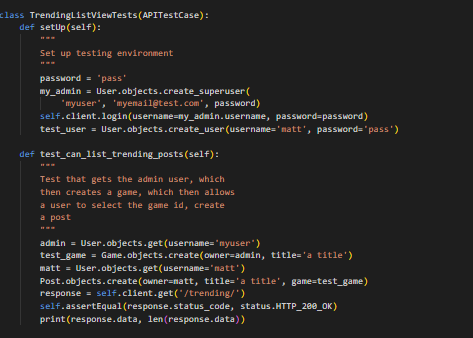 class TrendingListViewTests(APITestCase):
    def setUp(self):
        """
        Set up testing environment
        """
        password = 'pass'
        my_admin = User.objects.create_superuser(
            'myuser', 'myemail@test.com', password)
        self.client.login(username=my_admin.username, password=password)
        test_user = User.objects.create_user(username='matt', password='pass')

    def test_can_list_trending_posts(self):
        """
        Test that gets the admin user, which
        then creates a game, which then allows
        a user to select the game id, create
        a post
        """
        admin = User.objects.get(username='myuser')
        test_game = Game.objects.create(owner=admin, title='a title')
        matt = User.objects.get(username='matt')
        Post.objects.create(owner=matt, title='a title', game=test_game)
        response = self.client.get('/trending/')
        self.assertEqual(response.status_code, status.HTTP_200_OK)
        print(response.data, len(response.data))